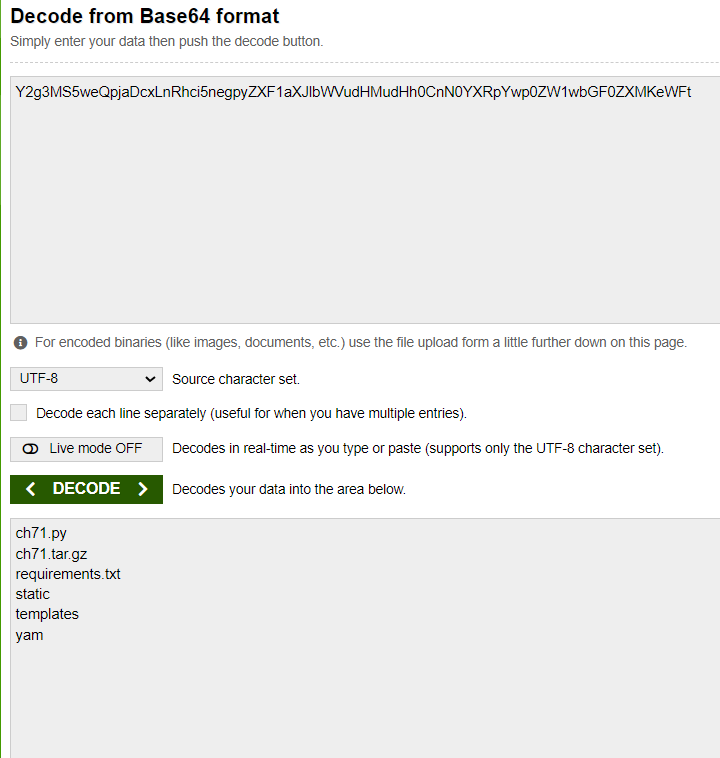 Decode from Base64 format
Simply enter your data then push the decode button.
Y2g3MS5weQpjaDcxLnRhci5negpyZXF1aXJlbWVudHMudHh0CnN0YXRpYwp0ZW1wbGF0ZXMKeWFt
For encoded binaries (like images, documents, etc.) use the file upload form a little further down on this page.
UTF-8 Source character set.
Decode each line separately (useful for when you have multiple entries).
Live mode OFF Decodes in real-time as you type or paste (supports only the UTF-8 character set).
DECODE Decodes your data into the area below.
ch71.py
ch71.tar.gz
requirements.txt
static
templates
yam